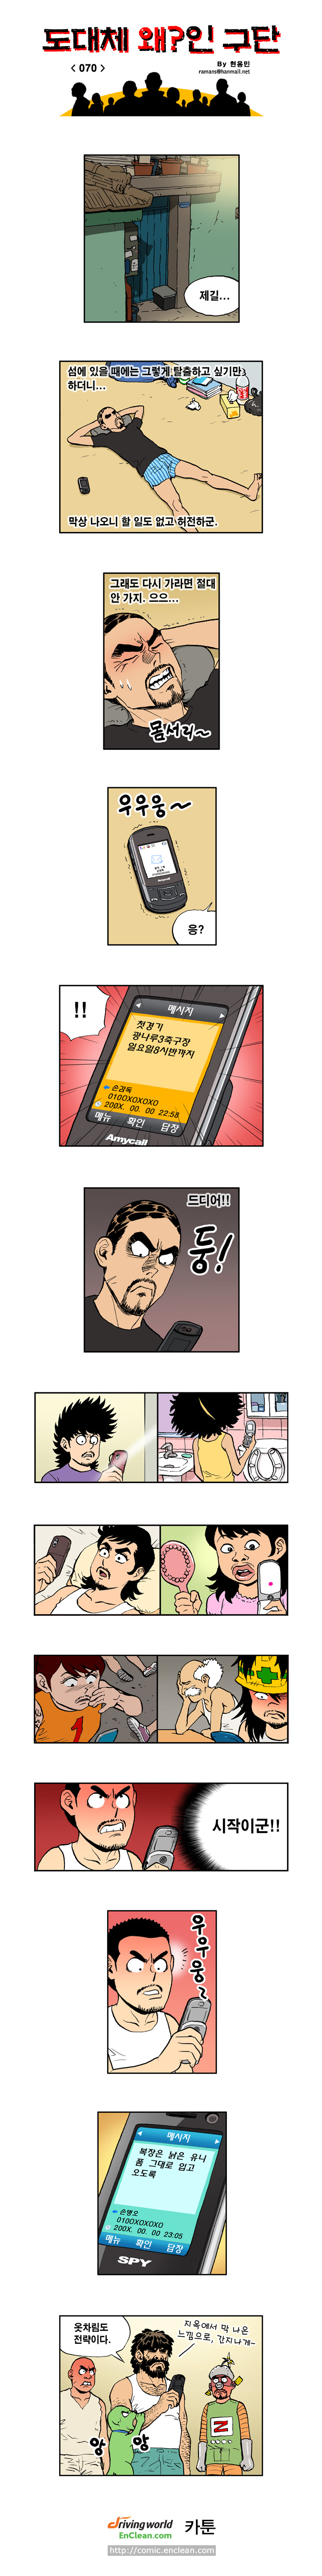 도대체 왜?인 구단
< 070 >
By 현용민
ramans@hanmail.net
제길...
섬에 있을 때에는 그렇게 탈출하고 싶기만
하더니...
막상 나오니 할 일도 없고 허전하군.
그래도 다시 가라면 절대
안 가지. 으으...
몸서리~
우우웅~
Anycall
응?
!!
메시지
첫경기
광나루3축구장
일요일8시반까지
손감독
010OXOXOXO
200X. 00. 00 22:58
메뉴 확인 답장
Amycall
드디어!!
둥!
1
시작이군!!
우우웅~
메시지
복장은 낡은 유니
폼 그대로 입고
오도록
손병오
010OXOXOXO
200X. 00. 00 23:05
메뉴 확인 답장
SPY
옷차림도
전략이다.
지옥에서 막 나온
느낌으로, 간지나게~
앙 앙
N
drivingworld
EnClean.com
카툰
http://comic.enclean.com